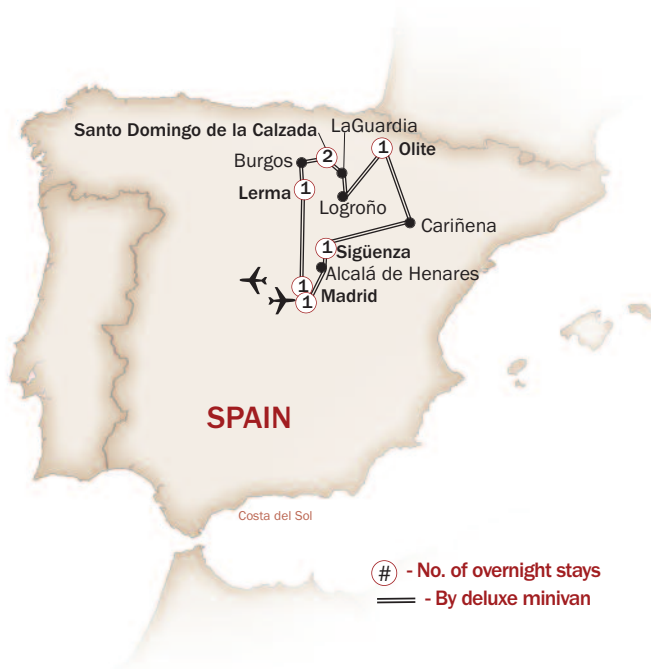 Santo Domingo de la Calzada
LaGuardia
2
1 Olite
Burgos
Lerma 1
Logroño
Cariñena
1
Sigüenza
Alcalá de Henares
1
1 Madrid
SPAIN
Costa del Sol
# - No. of overnight stays
- By deluxe minivan